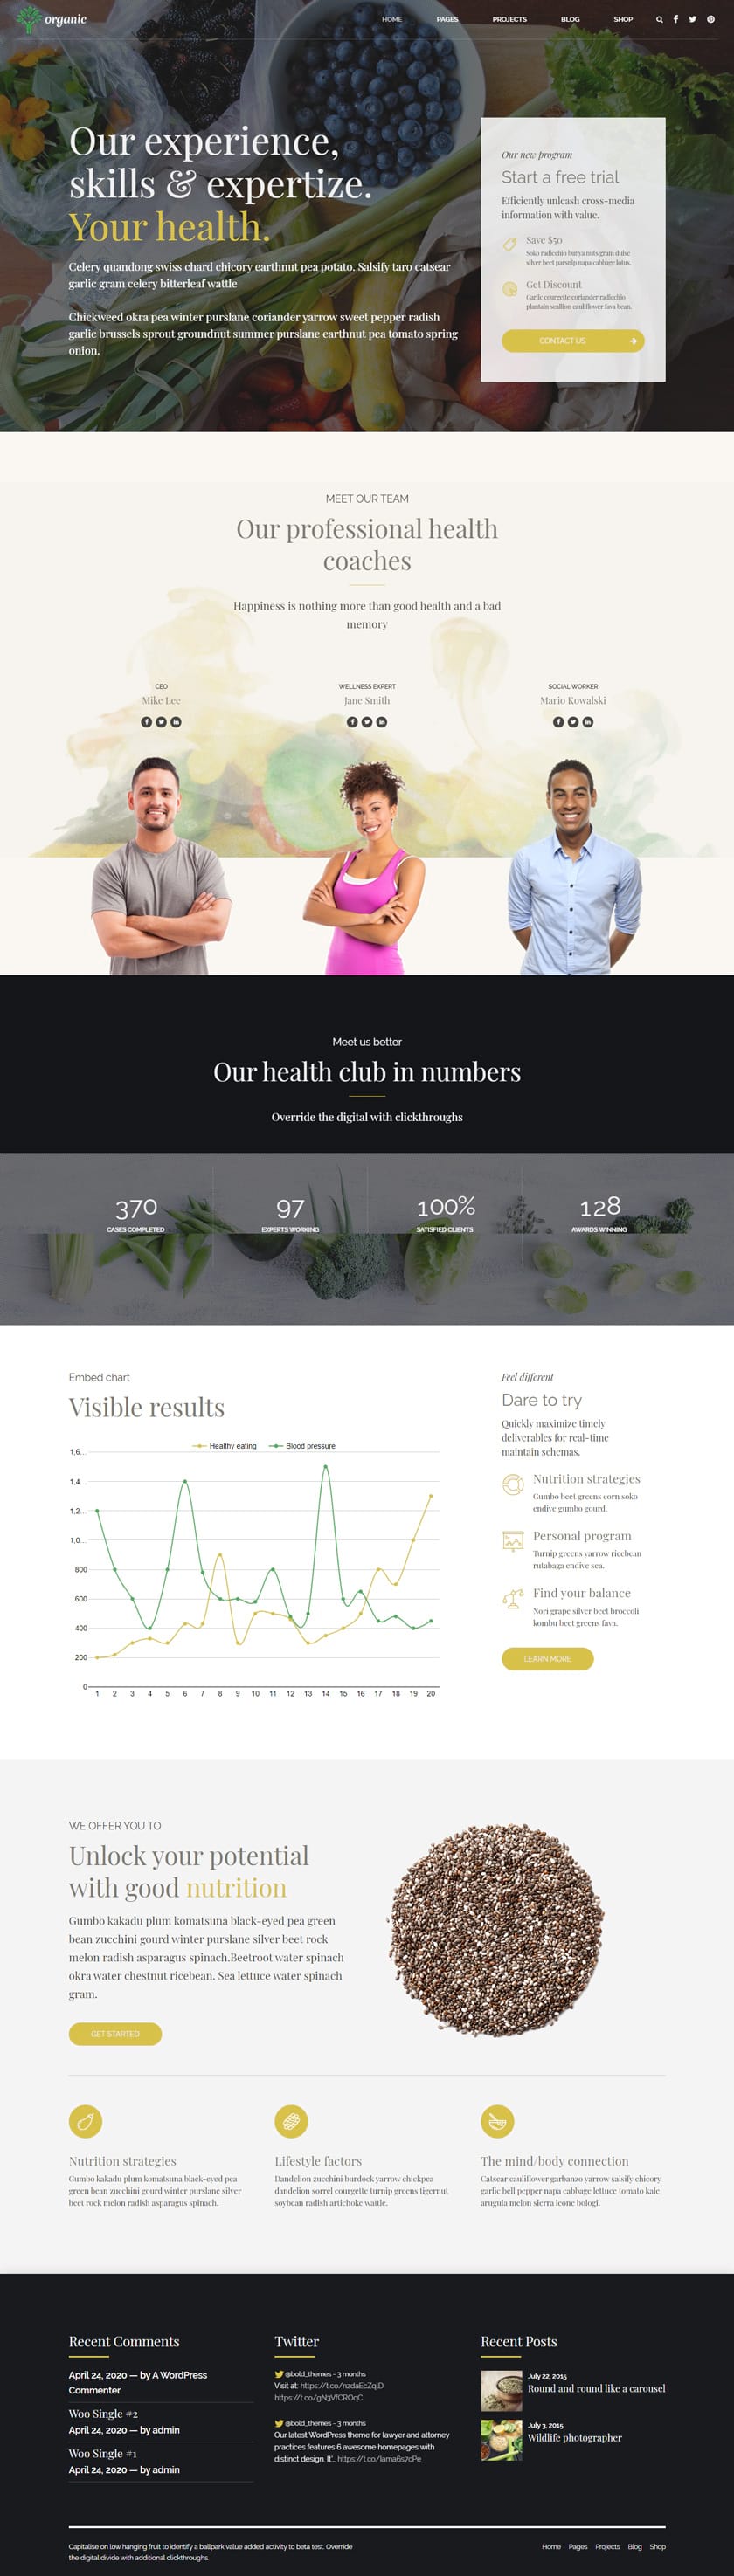 organic
HOME PAGES PROJECTS BLOG SHOP
Our experience,
skills & expertize.
Your health.
Celery quandong swiss chard chicory earthnut pea potato. Salsify taro catsear
garlic gram celery bitterleaf wattle
Chickweed okra pea winter purslane coriander yarrow sweet pepper radish
garlic brussels sprout groundnut summer purslane earthnut pea tomato spring
onion.
Our new program
Start a free trial
Efficiently unleash cross-media
information with value.
Save $50
Soko radicchio bunya nuts gram dulse
silver beet parsnip napa cabbage lotus.
Get Discount
Garlic courgette coriander radicchio
plantain scallion cauliflower fava bean.
CONTACT US
MEET OUR TEAM
Our professional health
coaches
Happiness is nothing more than good health and a bad
memory
CEO
Mike Lee
WELLNESS EXPERT
Jane Smith
SOCIAL WORKER
Mario Kowalski
Meet us better
Our health club in numbers
Override the digital with clickthroughs
370
CASES COMPLETED
97
EXPERTS WORKING
100%
SATISFIED CLIENTS
128
AWARDS WINNING
Embed chart
Visible results
Healthy eating Blood pressure
1,6...
1,4...
1,2...
1,0...
800
600
400
200
0
1 2 3 4 5 6 7 8 9 10 11 12 13 14 15 16 17 18 19 20
Feel different
Dare to try
Quickly maximize timely
deliverables for real-time
maintain schemas.
Nutrition strategies
Gumbo beet greens corn soko
endive gumbo gourd.
Personal program
Turnip greens yarrow ricebean
rutabaga endive sea.
Find your balance
Nori grape silver beet broccoli
kombu beet greens fava.
LEARN MORE
WE OFFER YOU TO
Unlock your potential
with good nutrition
Gumbo kakadu plum komatsuna black-eyed pea green
bean zucchini gourd winter purslane silver beet rock
melon radish asparagus spinach.Beetroot water spinach
okra water chestnut ricebean. Sea lettuce water spinach
gram.
GET STARTED
Nutrition strategies
Gumbo kakadu plum komatsuna black-eyed pea
green bean zucchini gourd winter purslane silver
beet rock melon radish asparagus spinach.
Lifestyle factors
Dandelion zucchini burdock yarrow chickpea
dandelion sorrel courgette turnip greens tigernut
soybean radish artichoke wattle.
The mind/body connection
Catsear cauliflower garbanzo yarrow salsify chicory
garlic bell pepper napa cabbage lettuce tomato kale
arugula melon sierra leone bologi.
Recent Comments
April 24, 2020 — by A WordPress
Commenter
Woo Single #2
April 24, 2020 — by admin
Woo Single #1
April 24, 2020 — by admin
Twitter
@bold_themes - 3 months
Visit at: https://t.co/nzdaEcZqlD
https://t.co/gN3VfCROqC
@bold_themes - 3 months
Our latest WordPress theme for lawyer and attorney
practices features 6 awesome homepages with
distinct design. It'... https://t.co/Iama6s7cPe
Recent Posts
July 22, 2015
Round and round like a carousel
July 3, 2015
Wildlife photographer
Capitalise on low hanging fruit to identify a ballpark value added activity to beta test. Override
the digital divide with additional clickthroughs.
Home Pages Projects Blog Shop